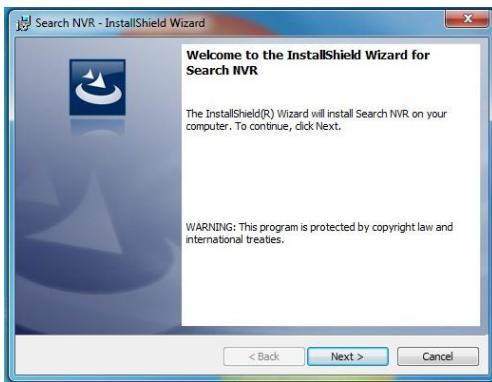 Search NVR - InstallShield Wizard
Welcome to the InstallShield Wizard for
Search NVR
The InstallShield(R) Wizard will install Search NVR on your
computer. To continue, click Next.
WARNING: This program is protected by copyright law and
international treaties.
< Back
Next >
Cancel